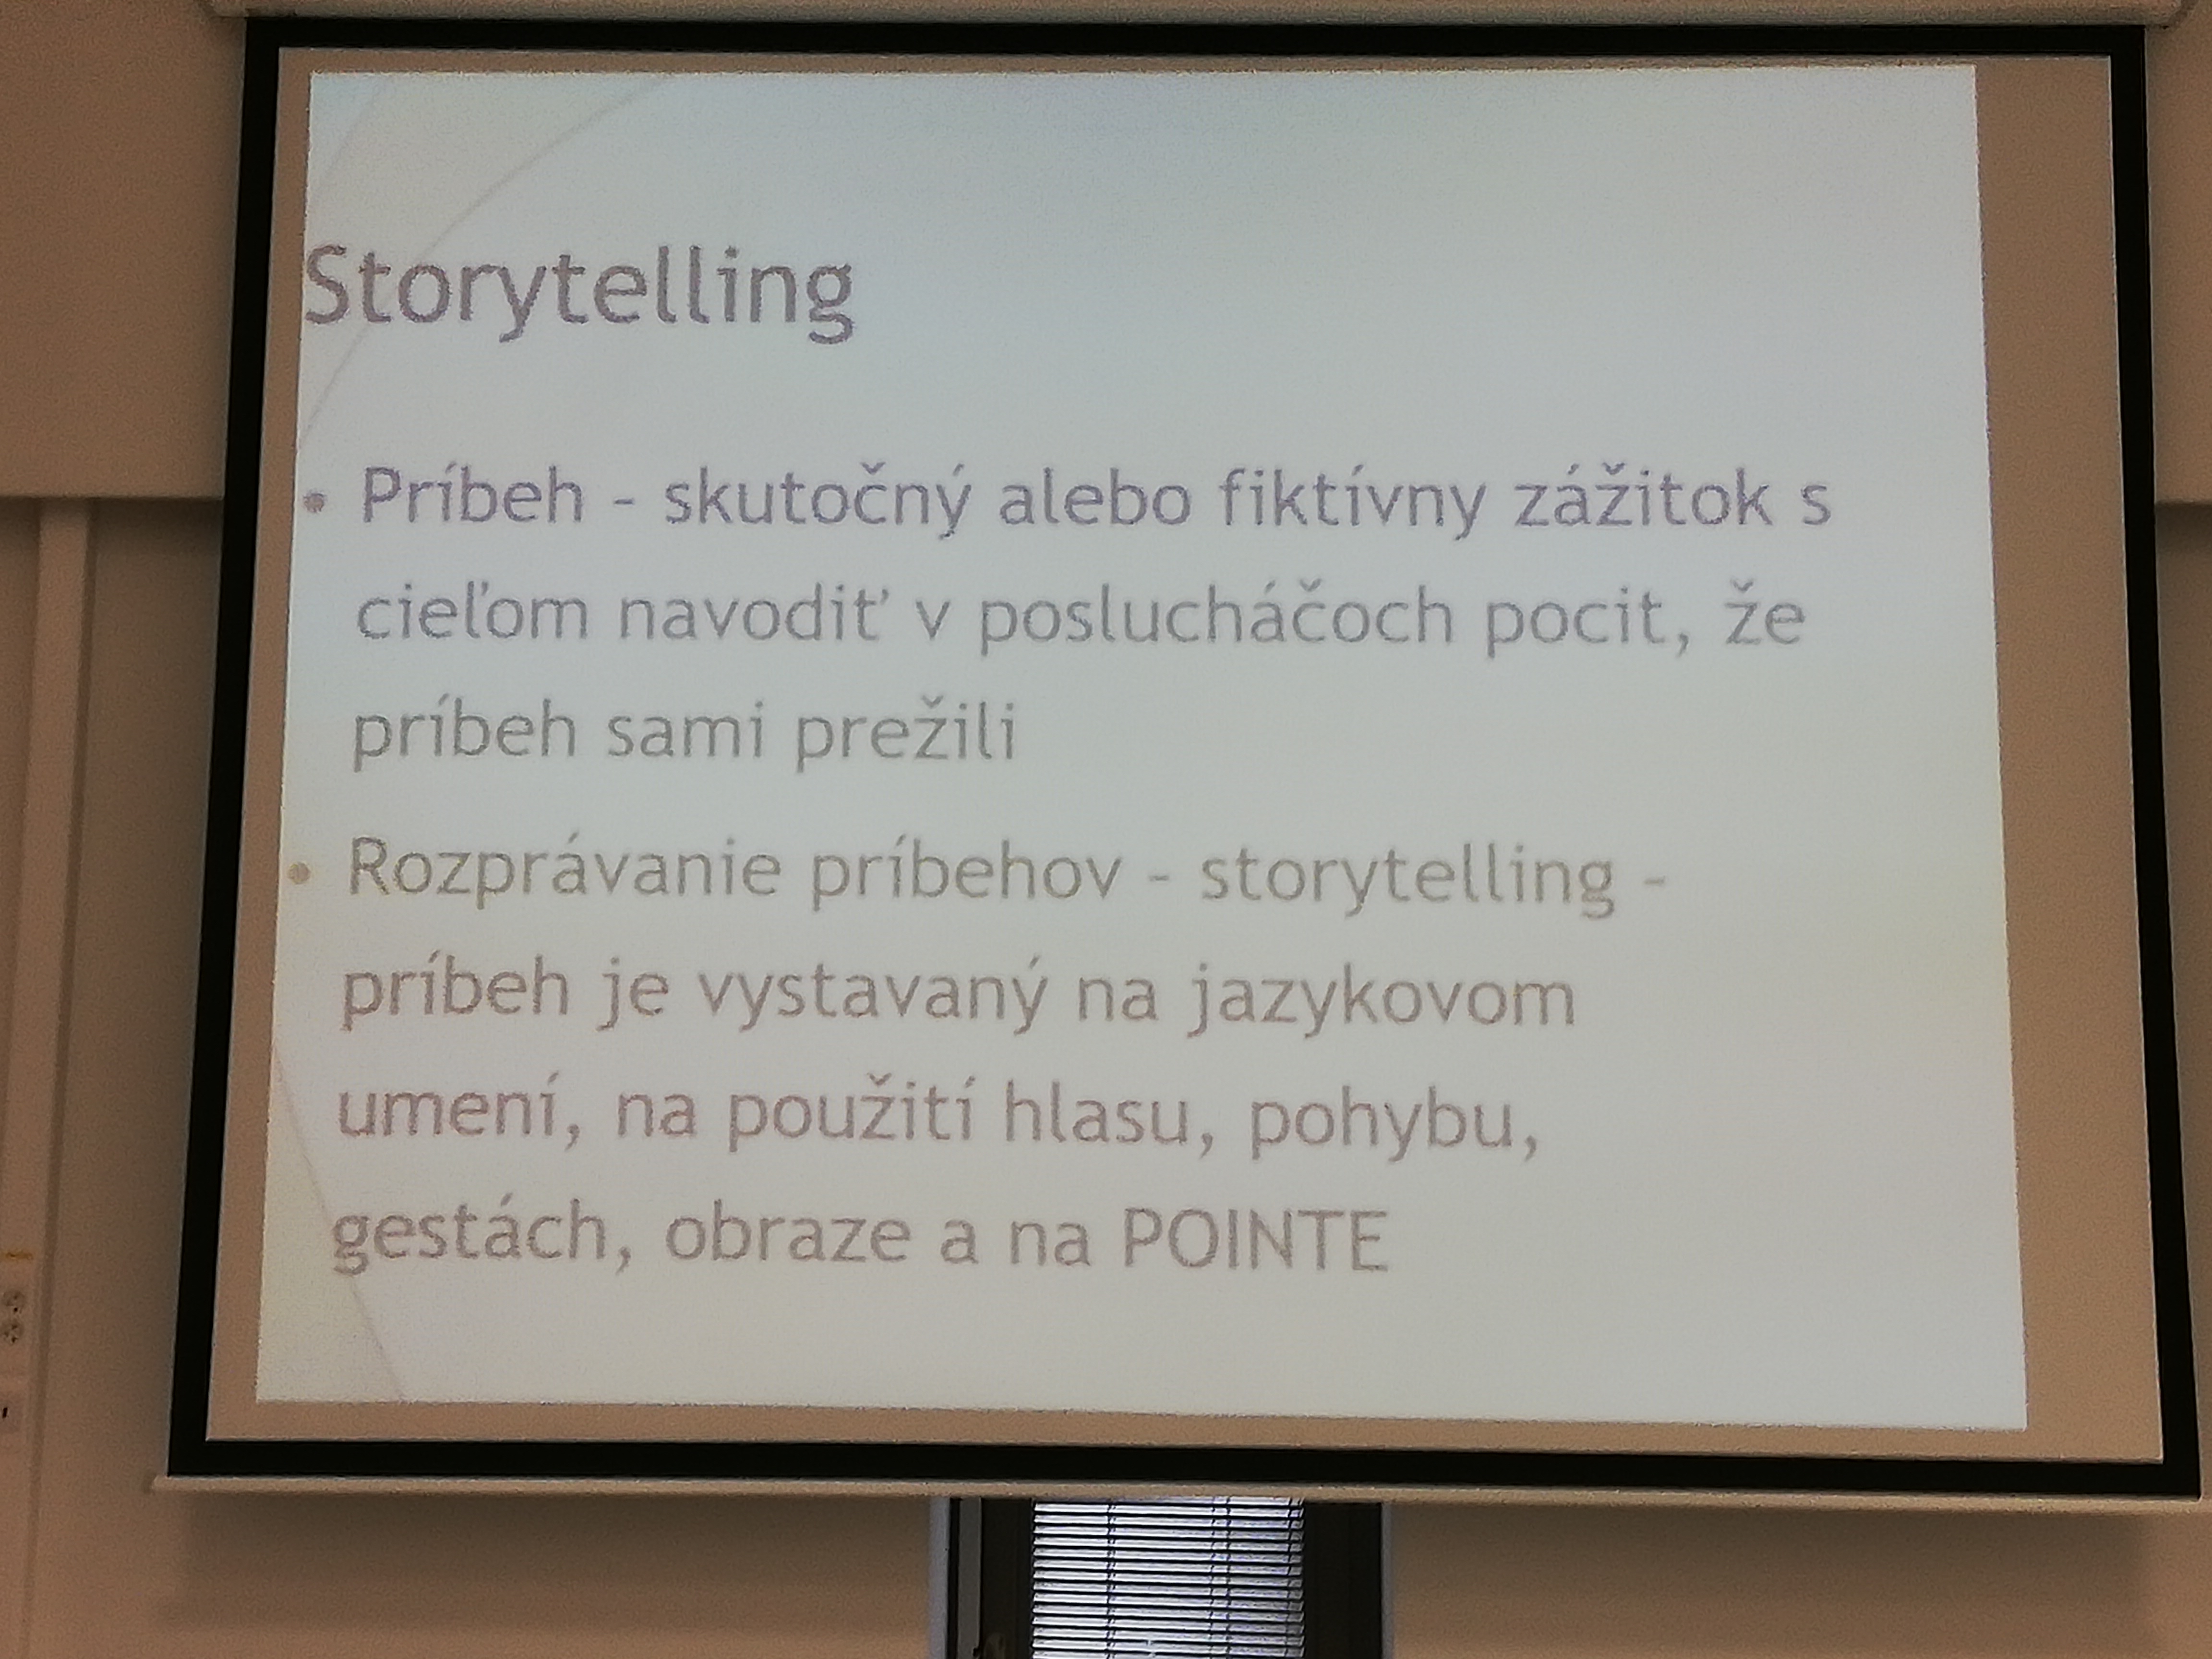 Storytelling
• Príbeh - skutočný alebo fiktívny zážitok s
cieľom navodiť v poslucháčoch pocit, že
príbeh sami prežili
• Rozprávanie príbehov - storytelling -
príbeh je vystavaný na jazykovom
umení, na použití hlasu, pohybu,
gestách, obraze a na POINTE